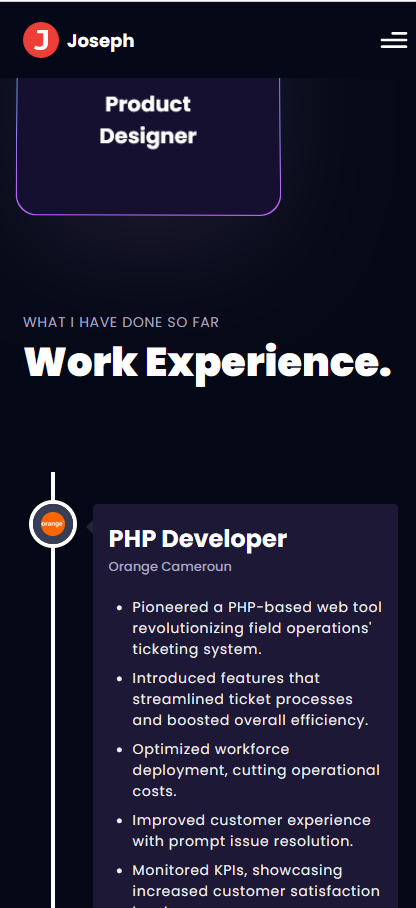 J Joseph
Product
Designer
WHAT I HAVE DONE SO FAR
Work Experience.
orange
PHP Developer
Orange Cameroun
• Pioneered a PHP-based web tool
revolutionizing field operations'
ticketing system.
• Introduced features that
streamlined ticket processes
and boosted overall efficiency.
• Optimized workforce
deployment, cutting operational
costs.
• Improved customer experience
with prompt issue resolution.
• Monitored KPIs, showcasing
increased customer satisfaction